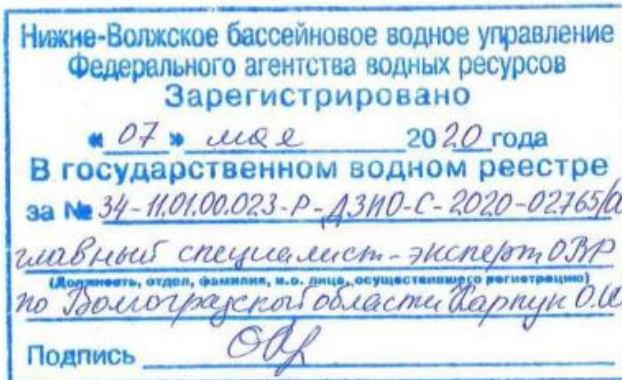 Нижне-Волжское бассейновое водное управление
Федерального агентства водных ресурсов
Зарегистрировано
« 07 » мая 2020 года
В государственном водном реестре
за № 34-11.01.00.023-Р-ДЗИО-С-2020-02765/0
главный специалист-эксперт ОВР
(Должность, отдел, фамилия, и.о. лица, осуществившего регистрацию)
по Волгоградской области Карпун О.
Подпись